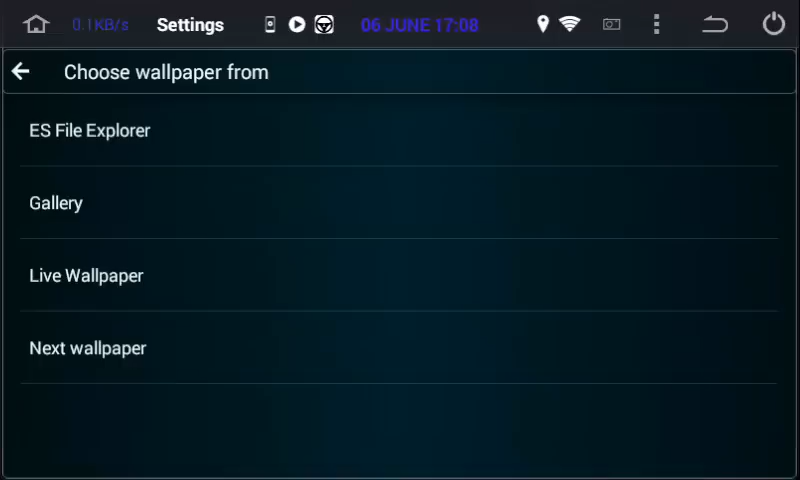 0.1KB/s Settings 06 JUNE 17:08
Choose wallpaper from
ES File Explorer
Gallery
Live Wallpaper
Next wallpaper